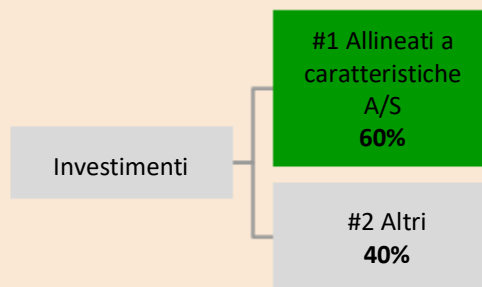 #1 Allineati a
caratteristiche
A/S
60%
Investimenti
#2 Altri
40%